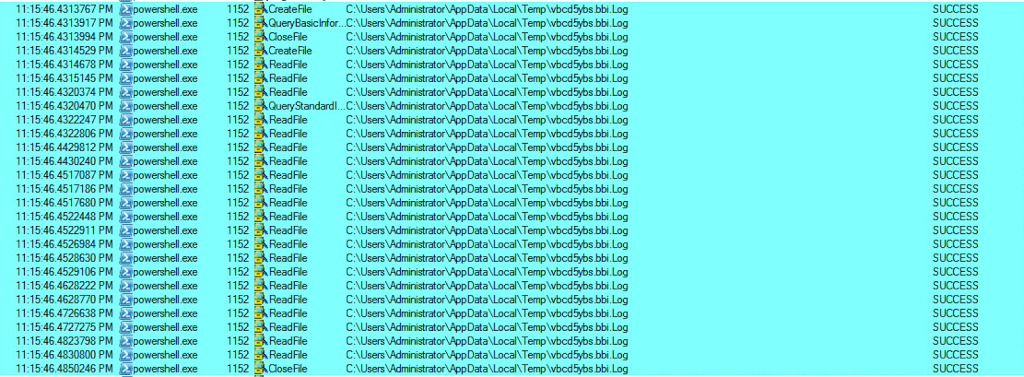 11:15:46.4313767 PM powershell.exe 1152 CreateFile C:\Users\Administrator\AppData\Local\Temp\vbcd5ybs.bbi.Log SUCCESS
11:15:46.4313917 PM powershell.exe 1152 QueryBasicInfor... C:\Users\Administrator\AppData\Local\Temp\vbcd5ybs.bbi.Log SUCCESS
11:15:46.4313994 PM powershell.exe 1152 CloseFile C:\Users\Administrator\AppData\Local\Temp\vbcd5ybs.bbi.Log SUCCESS
11:15:46.4314529 PM powershell.exe 1152 CreateFile C:\Users\Administrator\AppData\Local\Temp\vbcd5ybs.bbi.Log SUCCESS
11:15:46.4314678 PM powershell.exe 1152 ReadFile C:\Users\Administrator\AppData\Local\Temp\vbcd5ybs.bbi.Log SUCCESS
11:15:46.4315145 PM powershell.exe 1152 ReadFile C:\Users\Administrator\AppData\Local\Temp\vbcd5ybs.bbi.Log SUCCESS
11:15:46.4320374 PM powershell.exe 1152 ReadFile C:\Users\Administrator\AppData\Local\Temp\vbcd5ybs.bbi.Log SUCCESS
11:15:46.4320470 PM powershell.exe 1152 QueryStandardI... C:\Users\Administrator\AppData\Local\Temp\vbcd5ybs.bbi.Log SUCCESS
11:15:46.4322247 PM powershell.exe 1152 ReadFile C:\Users\Administrator\AppData\Local\Temp\vbcd5ybs.bbi.Log SUCCESS
11:15:46.4322806 PM powershell.exe 1152 ReadFile C:\Users\Administrator\AppData\Local\Temp\vbcd5ybs.bbi.Log SUCCESS
11:15:46.4429812 PM powershell.exe 1152 ReadFile C:\Users\Administrator\AppData\Local\Temp\vbcd5ybs.bbi.Log SUCCESS
11:15:46.4430240 PM powershell.exe 1152 ReadFile C:\Users\Administrator\AppData\Local\Temp\vbcd5ybs.bbi.Log SUCCESS
11:15:46.4517087 PM powershell.exe 1152 ReadFile C:\Users\Administrator\AppData\Local\Temp\vbcd5ybs.bbi.Log SUCCESS
11:15:46.4517186 PM powershell.exe 1152 ReadFile C:\Users\Administrator\AppData\Local\Temp\vbcd5ybs.bbi.Log SUCCESS
11:15:46.4517680 PM powershell.exe 1152 ReadFile C:\Users\Administrator\AppData\Local\Temp\vbcd5ybs.bbi.Log SUCCESS
11:15:46.4522448 PM powershell.exe 1152 ReadFile C:\Users\Administrator\AppData\Local\Temp\vbcd5ybs.bbi.Log SUCCESS
11:15:46.4522911 PM powershell.exe 1152 ReadFile C:\Users\Administrator\AppData\Local\Temp\vbcd5ybs.bbi.Log SUCCESS
11:15:46.4526984 PM powershell.exe 1152 ReadFile C:\Users\Administrator\AppData\Local\Temp\vbcd5ybs.bbi.Log SUCCESS
11:15:46.4528630 PM powershell.exe 1152 ReadFile C:\Users\Administrator\AppData\Local\Temp\vbcd5ybs.bbi.Log SUCCESS
11:15:46.4529106 PM powershell.exe 1152 ReadFile C:\Users\Administrator\AppData\Local\Temp\vbcd5ybs.bbi.Log SUCCESS
11:15:46.4628222 PM powershell.exe 1152 ReadFile C:\Users\Administrator\AppData\Local\Temp\vbcd5ybs.bbi.Log SUCCESS
11:15:46.4628770 PM powershell.exe 1152 ReadFile C:\Users\Administrator\AppData\Local\Temp\vbcd5ybs.bbi.Log SUCCESS
11:15:46.4726638 PM powershell.exe 1152 ReadFile C:\Users\Administrator\AppData\Local\Temp\vbcd5ybs.bbi.Log SUCCESS
11:15:46.4727275 PM powershell.exe 1152 ReadFile C:\Users\Administrator\AppData\Local\Temp\vbcd5ybs.bbi.Log SUCCESS
11:15:46.4823798 PM powershell.exe 1152 ReadFile C:\Users\Administrator\AppData\Local\Temp\vbcd5ybs.bbi.Log SUCCESS
11:15:46.4830800 PM powershell.exe 1152 ReadFile C:\Users\Administrator\AppData\Local\Temp\vbcd5ybs.bbi.Log SUCCESS
11:15:46.4850246 PM powershell.exe 1152 CloseFile C:\Users\Administrator\AppData\Local\Temp\vbcd5ybs.bbi.Log SUCCESS